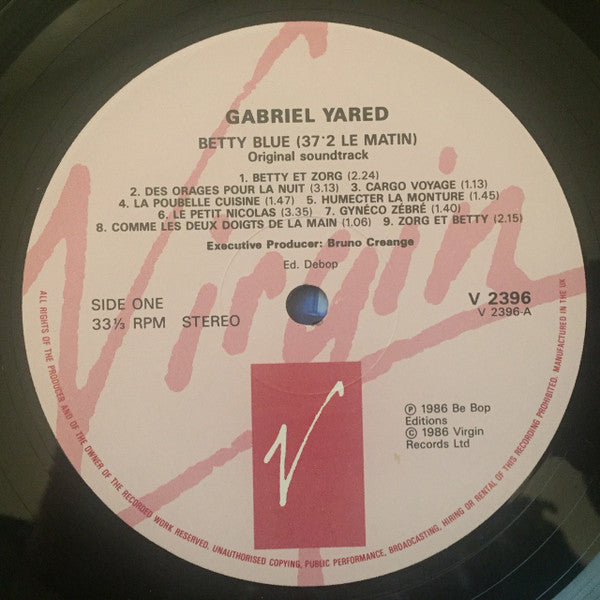 Virgin
GABRIEL YARED
BETTY BLUE (37°2 LE MATIN)
Original soundtrack
1. BETTY ET ZORG (2.24)
2. DES ORAGES POUR LA NUIT (3.13) 3. CARGO VOYAGE (1.13)
4. LA POUBELLE CUISINE (1.47) 5. HUMECTER LA MONTURE (1.45)
6. LE PETIT NICOLAS (3.35) 7. GYNÉCO ZÉBRÉ (1.40)
8. COMME LES DEUX DOIGTS DE LA MAIN (1.06) 9. ZORG ET BETTY (2.15)
Executive Producer: Bruno Creange
Ed. Debop
SIDE ONE
33⅓ RPM STEREO
V 2396
V 2396-A
V
℗ 1986 Be Bop
Editions
© 1986 Virgin
Records Ltd
ALL RIGHTS OF THE PRODUCER AND OF THE OWNER OF THE RECORDED WORK RESERVED. UNAUTHORISED COPYING, PUBLIC PERFORMANCE, BROADCASTING, HIRING OR RENTAL OF THIS RECORDING PROHIBITED. MANUFACTURED IN THE UK